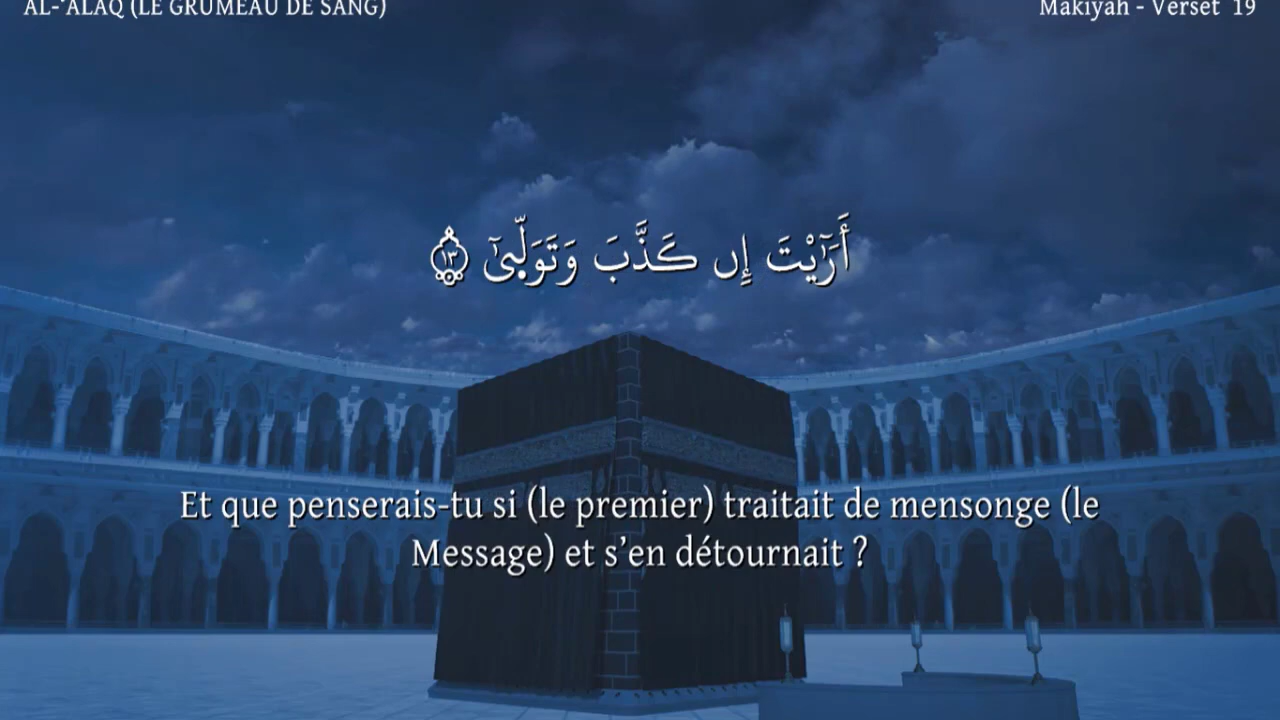 AL-‘ALAQ (LE GRUMEAU DE SANG)
Makiyah - Verset 19
أَرَءَيْتَ إِن كَذَّبَ وَتَوَلَّىٰٓ ١٣
Et que penserais-tu si (le premier) traitait de mensonge (le
Message) et s’en détournait ?